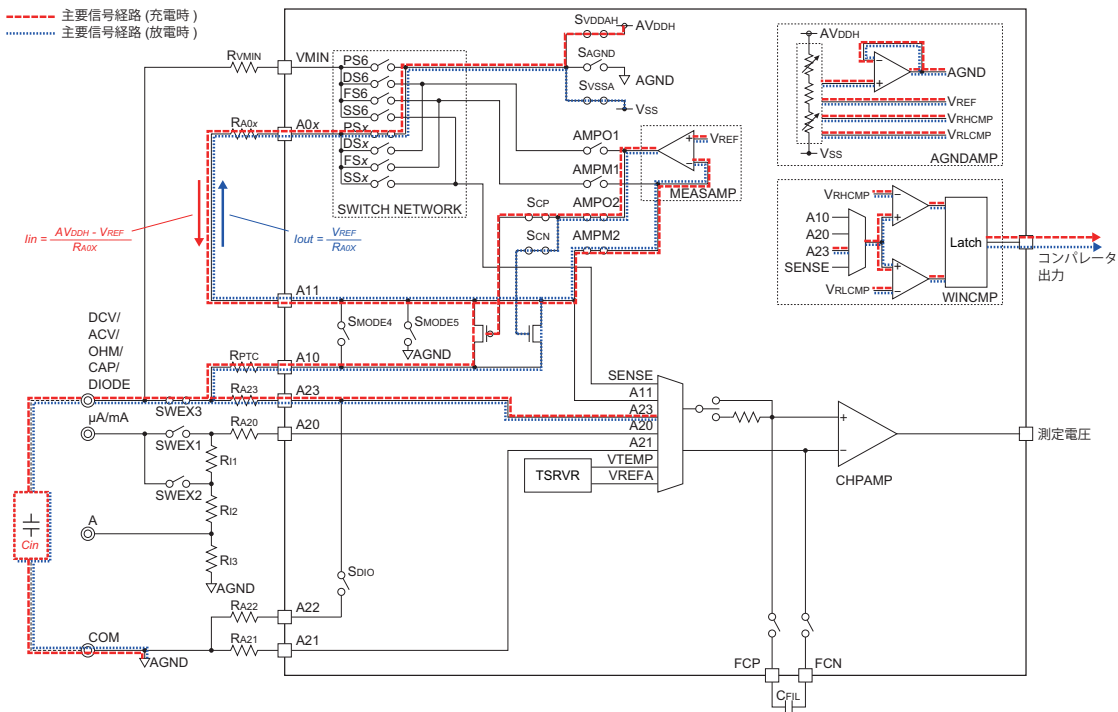 主要信号経路 (充電時)
主要信号経路 (放電時)
RVMIN
VMIN
PS6
DS6
FS6
SS6
RA0x
A0x
PSx
DSx
FSx
SSx
SWITCH NETWORK
SVDDAH
AVDDH
SAGND
AGND
SVSSA
VSS
AMPO1
VREF
AMPM1
MEASAMP
SCP
AMPO2
SCN
AMPM2
AVDDH
AGND
VREF
VRHCMP
VRLCMP
VSS
AGNDAMP
VRHCMP
A10
A20
A23
SENSE
VRLCMP
Latch
WINCMP
コンパレータ
出力
Iin = AVDDH - VREF
RA0X
Iout = VREF
RA0X
A11
SMODE4
SMODE5
AGND
DCV/
ACV/
OHM/
CAP/
DIODE
RPTC
A10
RA23
A23
SWEX3
μA/mA
SWEX1
RA20
A20
RI1
SWEX2
RI2
A
RI3
AGND
Cin
SDIO
RA22
A22
COM
RA21
A21
AGND
SENSE
A11
A23
A20
A21
VTEMP
VREFA
TSRVR
CHPAMP
測定電圧
FCP
FCN
CFIL